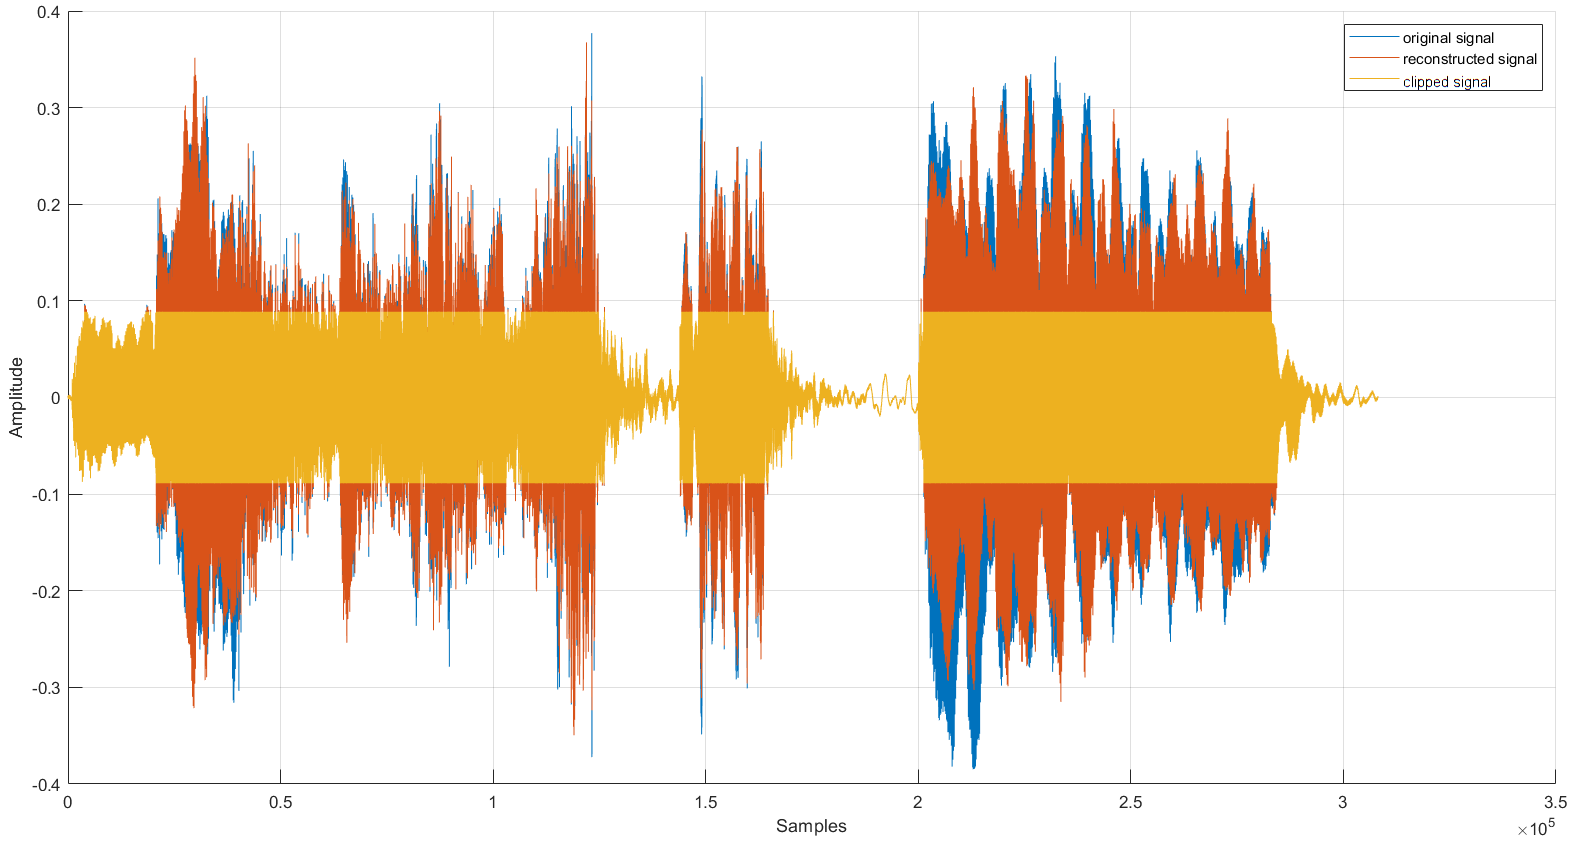 original signal
reconstructed signal
clipped signal
0.4
0.3
0.2
0.1
0
-0.1
-0.2
-0.3
-0.4
Amplitude
0 0.5 1 1.5 2 2.5 3 3.5
Samples
×10^5